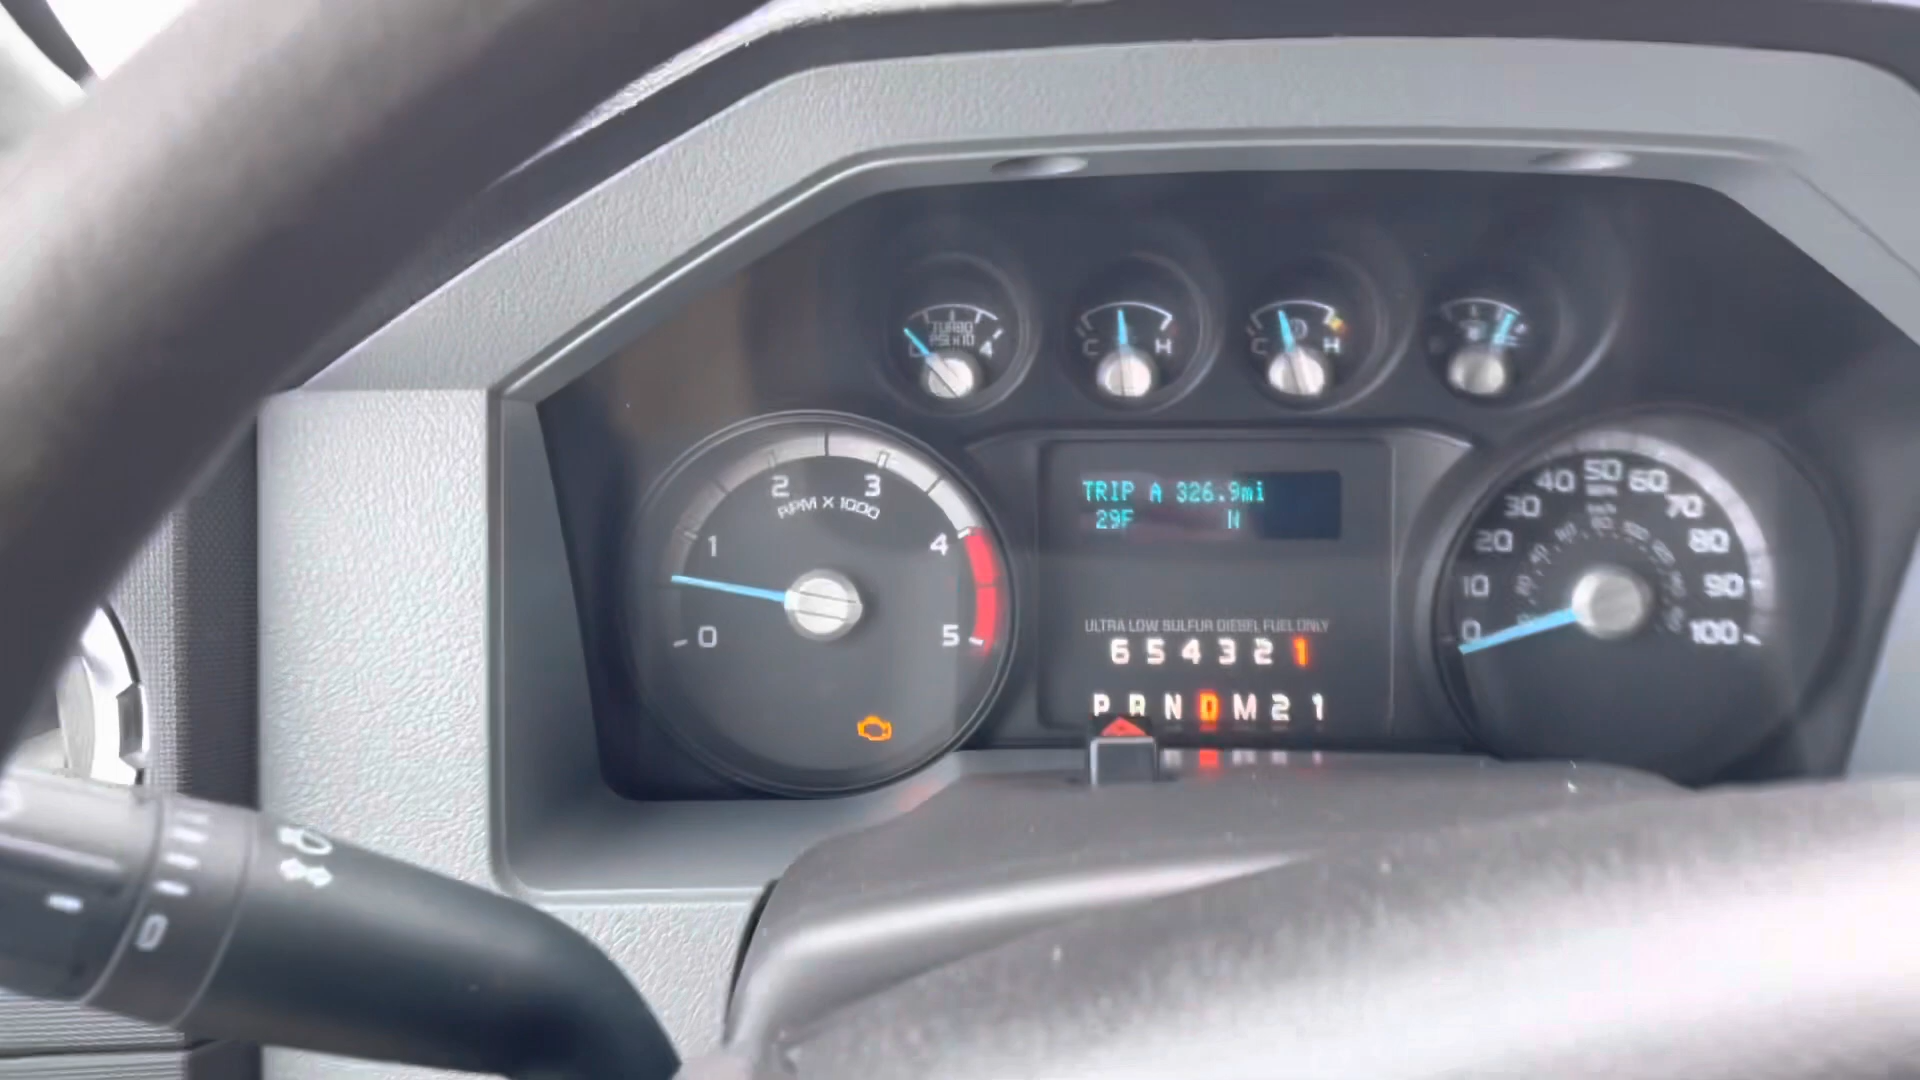 TURBO
PSI X 10
4
C H
C H
2 3
RPM X 1000
1 4
0 5
TRIP A 326.9mi
29F N
ULTRA LOW SULFUR DIESEL FUEL ONLY
6 5 4 3 2 1
P R N D M 2 1
40 50 60
30 70
20 80
10 90
0 100
MPH
km/h